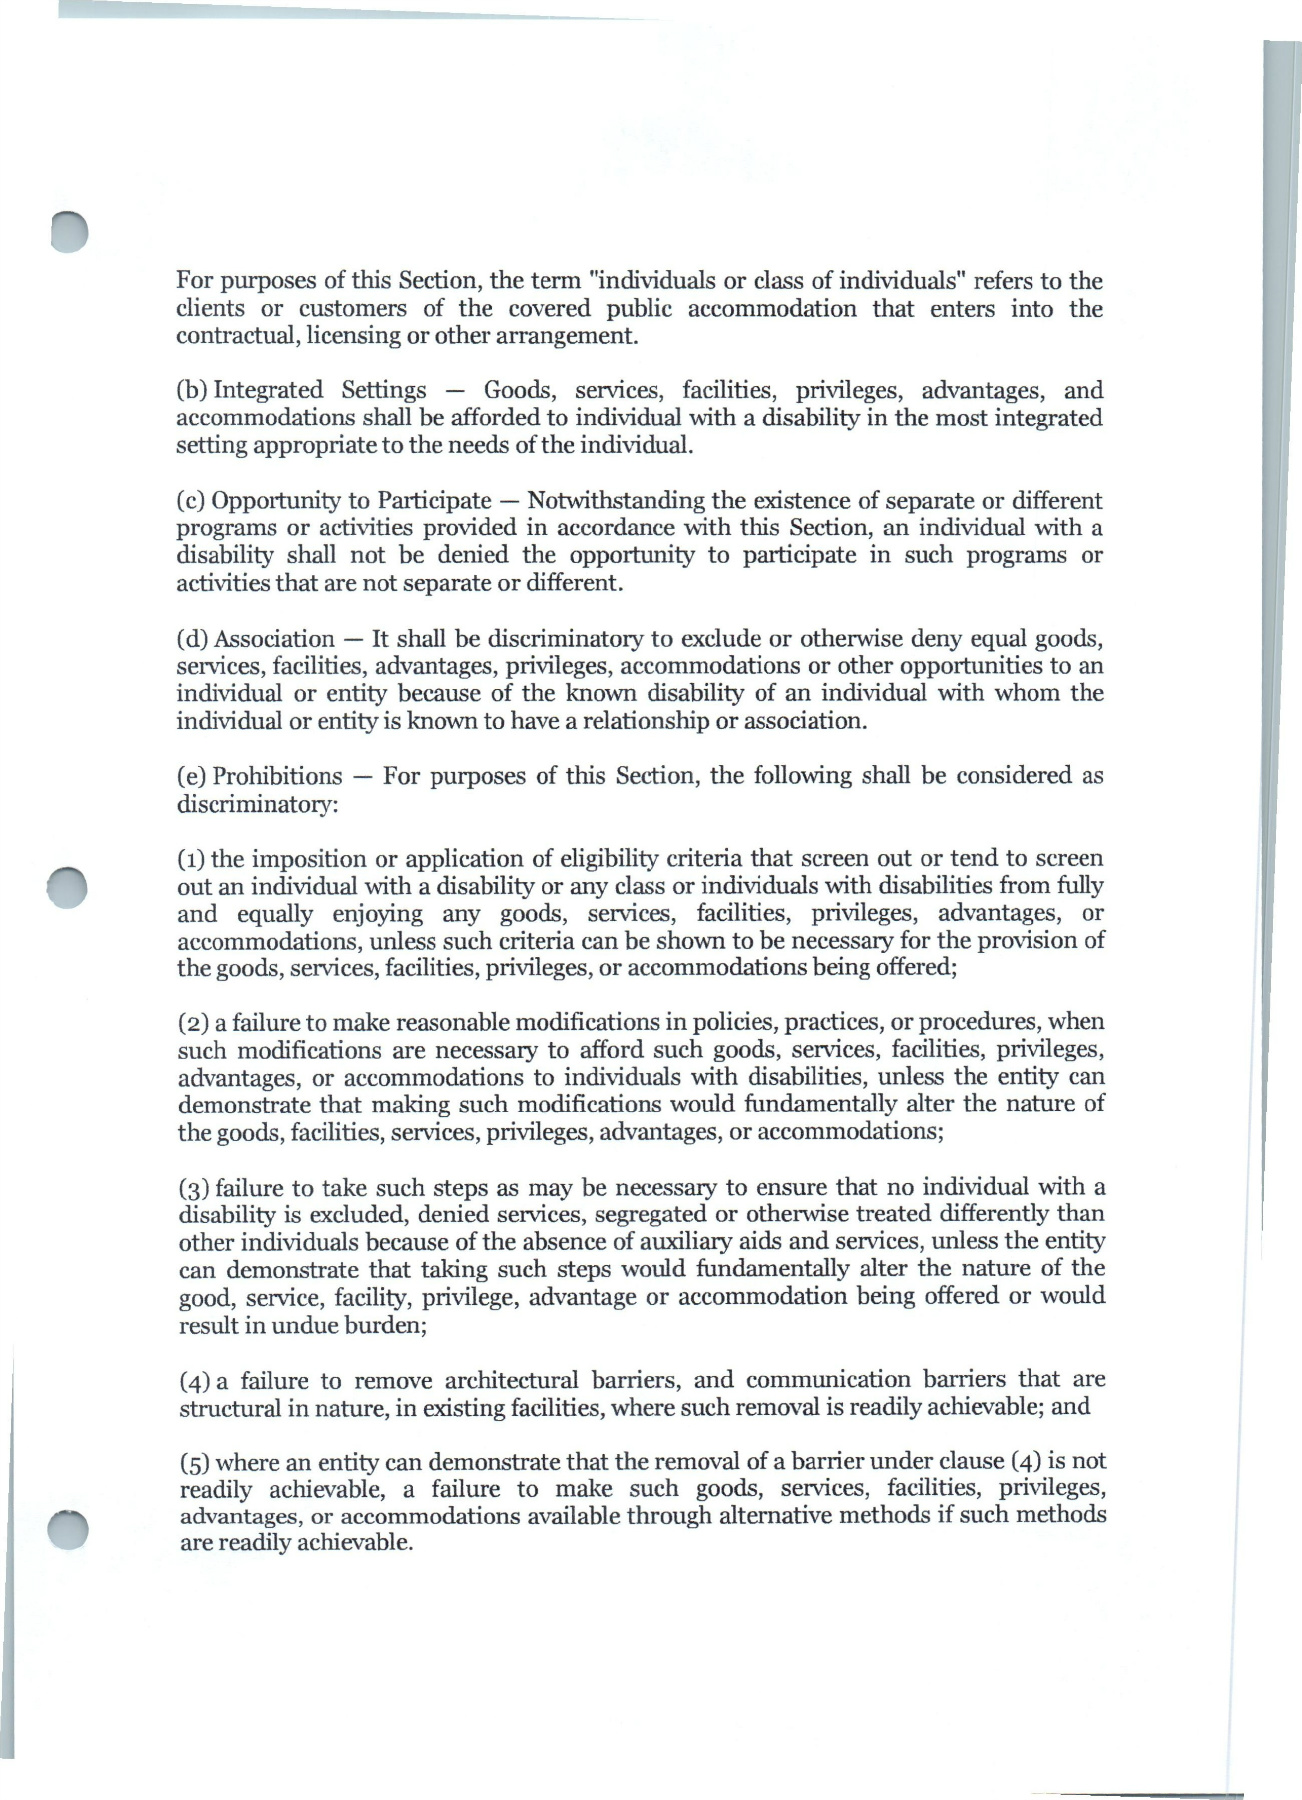 For purposes of this Section, the term "individuals or class of individuals" refers to the
clients or customers of the covered public accommodation that enters into the
contractual, licensing or other arrangement.
(b) Integrated Settings — Goods, services, facilities, privileges, advantages, and
accommodations shall be afforded to individual with a disability in the most integrated
setting appropriate to the needs of the individual.
(c) Opportunity to Participate — Notwithstanding the existence of separate or different
programs or activities provided in accordance with this Section, an individual with a
disability shall not be denied the opportunity to participate in such programs or
activities that are not separate or different.
(d) Association — It shall be discriminatory to exclude or otherwise deny equal goods,
services, facilities, advantages, privileges, accommodations or other opportunities to an
individual or entity because of the known disability of an individual with whom the
individual or entity is known to have a relationship or association.
(e) Prohibitions — For purposes of this Section, the following shall be considered as
discriminatory:
(1) the imposition or application of eligibility criteria that screen out or tend to screen
out an individual with a disability or any class or individuals with disabilities from fully
and equally enjoying any goods, services, facilities, privileges, advantages, or
accommodations, unless such criteria can be shown to be necessary for the provision of
the goods, services, facilities, privileges, or accommodations being offered;
(2) a failure to make reasonable modifications in policies, practices, or procedures, when
such modifications are necessary to afford such goods, services, facilities, privileges,
advantages, or accommodations to individuals with disabilities, unless the entity can
demonstrate that making such modifications would fundamentally alter the nature of
the goods, facilities, services, privileges, advantages, or accommodations;
(3) failure to take such steps as may be necessary to ensure that no individual with a
disability is excluded, denied services, segregated or otherwise treated differently than
other individuals because of the absence of auxiliary aids and services, unless the entity
can demonstrate that taking such steps would fundamentally alter the nature of the
good, service, facility, privilege, advantage or accommodation being offered or would
result in undue burden;
(4) a failure to remove architectural barriers, and communication barriers that are
structural in nature, in existing facilities, where such removal is readily achievable; and
(5) where an entity can demonstrate that the removal of a barrier under clause (4) is not
readily achievable, a failure to make such goods, services, facilities, privileges,
advantages, or accommodations available through alternative methods if such methods
are readily achievable.